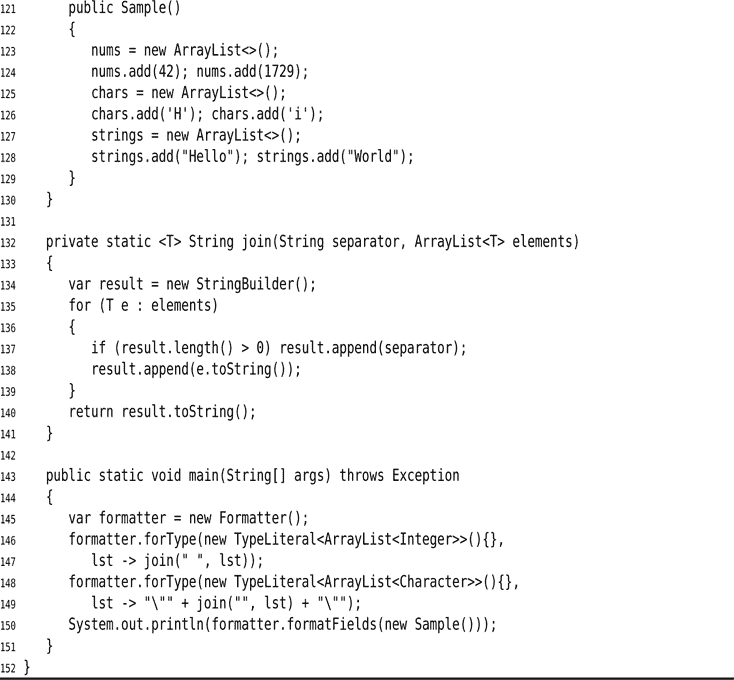 121       public Sample()
122       {
123          nums = new ArrayList<>();
124          nums.add(42); nums.add(1729);
125          chars = new ArrayList<>();
126          chars.add('H'); chars.add('i');
127          strings = new ArrayList<>();
128          strings.add("Hello"); strings.add("World");
129       }
130    }
131
132    private static <T> String join(String separator, ArrayList<T> elements)
133    {
134       var result = new StringBuilder();
135       for (T e : elements)
136       {
137          if (result.length() > 0) result.append(separator);
138          result.append(e.toString());
139       }
140       return result.toString();
141    }
142
143    public static void main(String[] args) throws Exception
144    {
145       var formatter = new Formatter();
146       formatter.forType(new TypeLiteral<ArrayList<Integer>>(){},
147          lst -> join(" ", lst));
148       formatter.forType(new TypeLiteral<ArrayList<Character>>(){},
149          lst -> "\"" + join("", lst) + "\"");
150       System.out.println(formatter.formatFields(new Sample()));
151    }
152 }